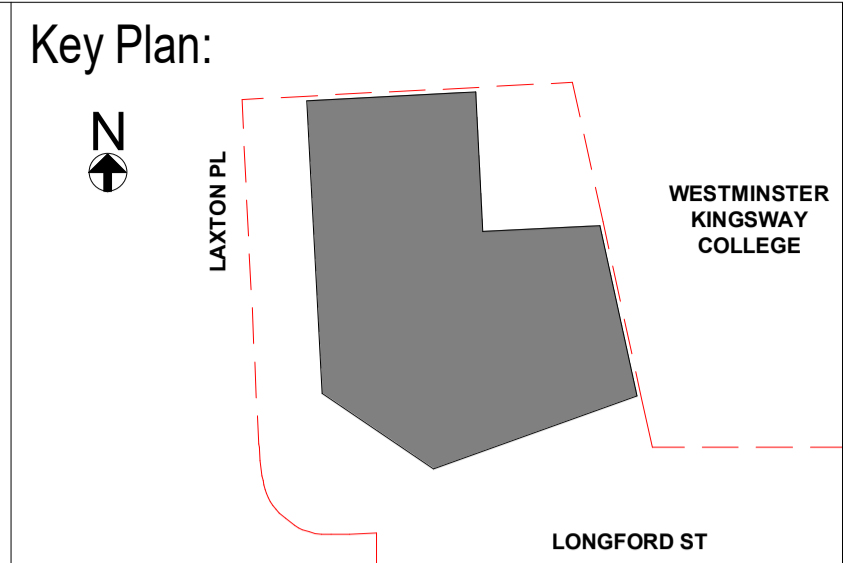 Key Plan:
N
LAXTON PL
WESTMINSTER
KINGSWAY
COLLEGE
LONGFORD ST